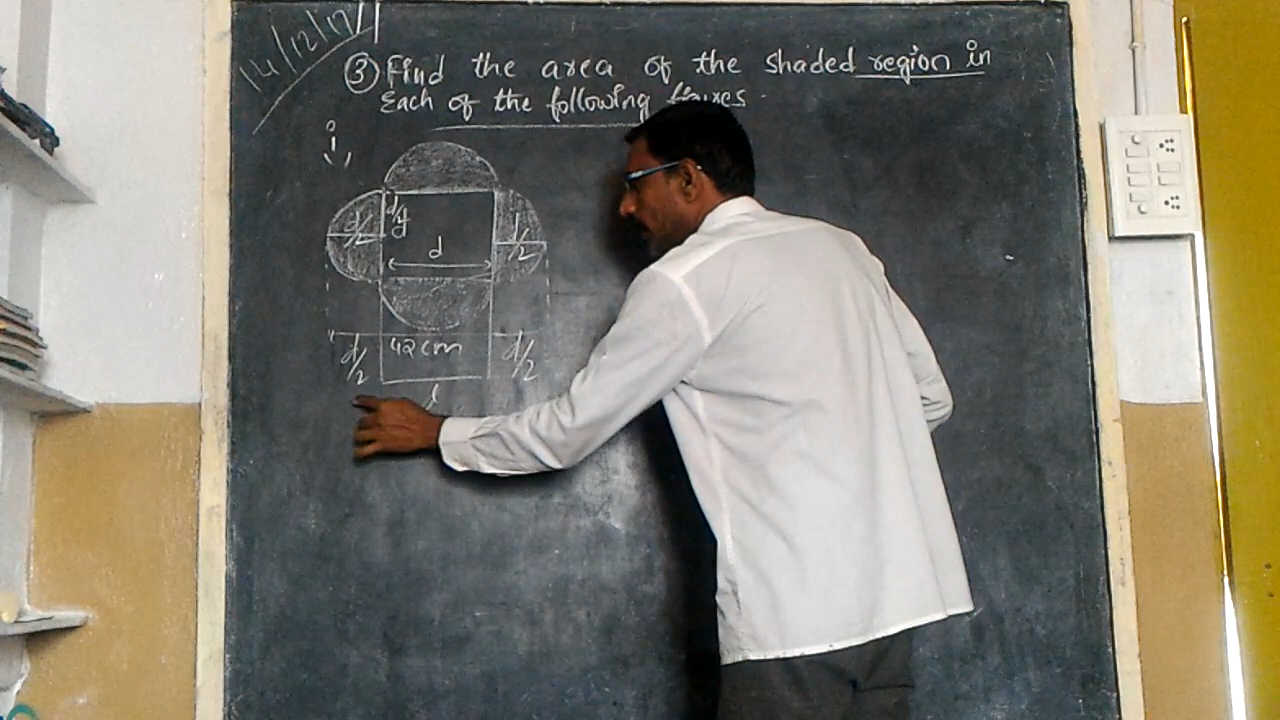 14/12/17
③ Find the area of the shaded region in
Each of the following figures.
i,
d/2
d/2
d/2
d
d/2 42cm d/2
d